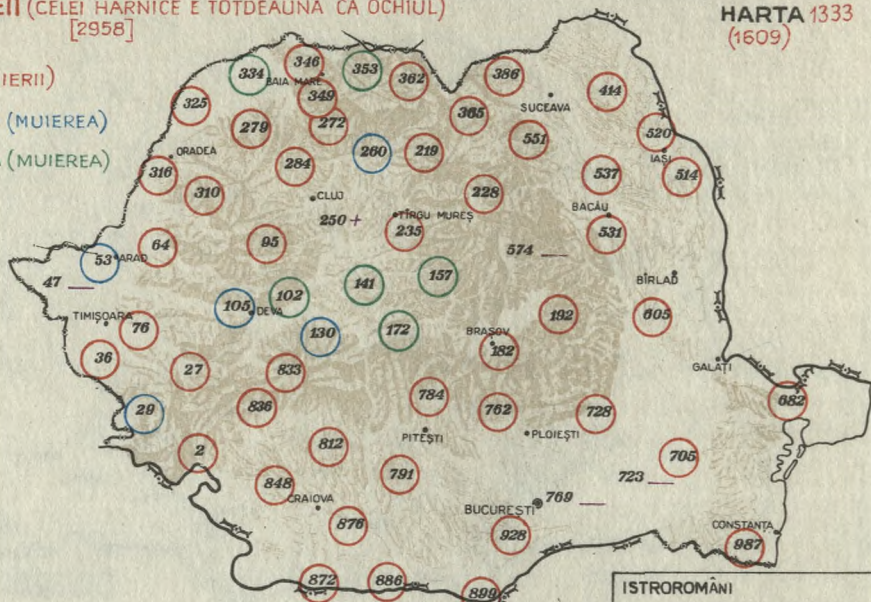 EII (CELEI HARNICE E TOTDEAUNA CA OCHIUL)
[2958]
HARTA 1333
(1609)
IERII)
(MUIEREA)
(MUIEREA)
334
346
BAIA MARE
353
362
386
SUCEAVA
414
325
349
365
279
272
551
520
IAȘI
ORADEA
260
219
537
514
316
284
310
CLUJ
228
BACĂU
250 +
TÎRGU MUREȘ
235
531
64
95
574
53
ARAD
47
141
157
BÎRLAD
102
105
DEVA
192
605
TIMIȘOARA
76
130
172
BRAȘOV
182
36
27
833
GALAȚI
784
682
836
762
728
29
PITEȘTI
PLOIEȘTI
812
2
705
791
723
848
CRAIOVA
BUCUREȘTI
769
876
928
CONSTANȚA
987
872
886
899
ISTROROMÂNI